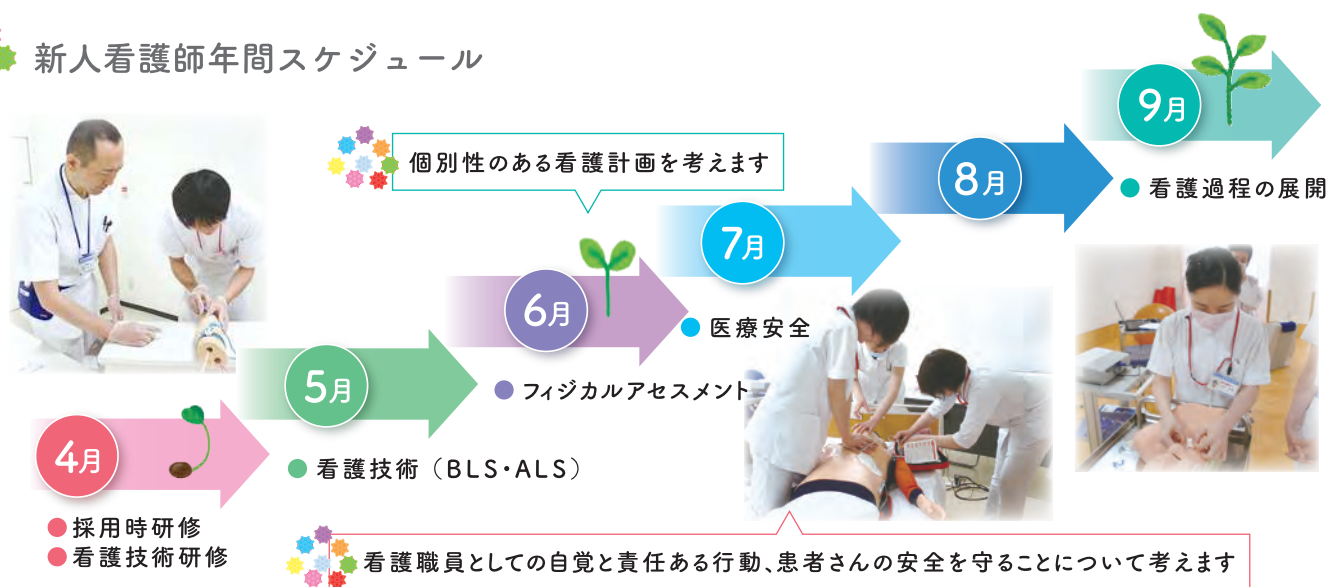 新人看護師年間スケジュール
4月
採用時研修
看護技術研修
5月
看護技術（BLS・ALS）
6月
フィジカルアセスメント
個別性のある看護計画を考えます
7月
医療安全
8月
9月
看護過程の展開
看護職員としての自覚と責任ある行動、患者さんの安全を守ることについて考えます